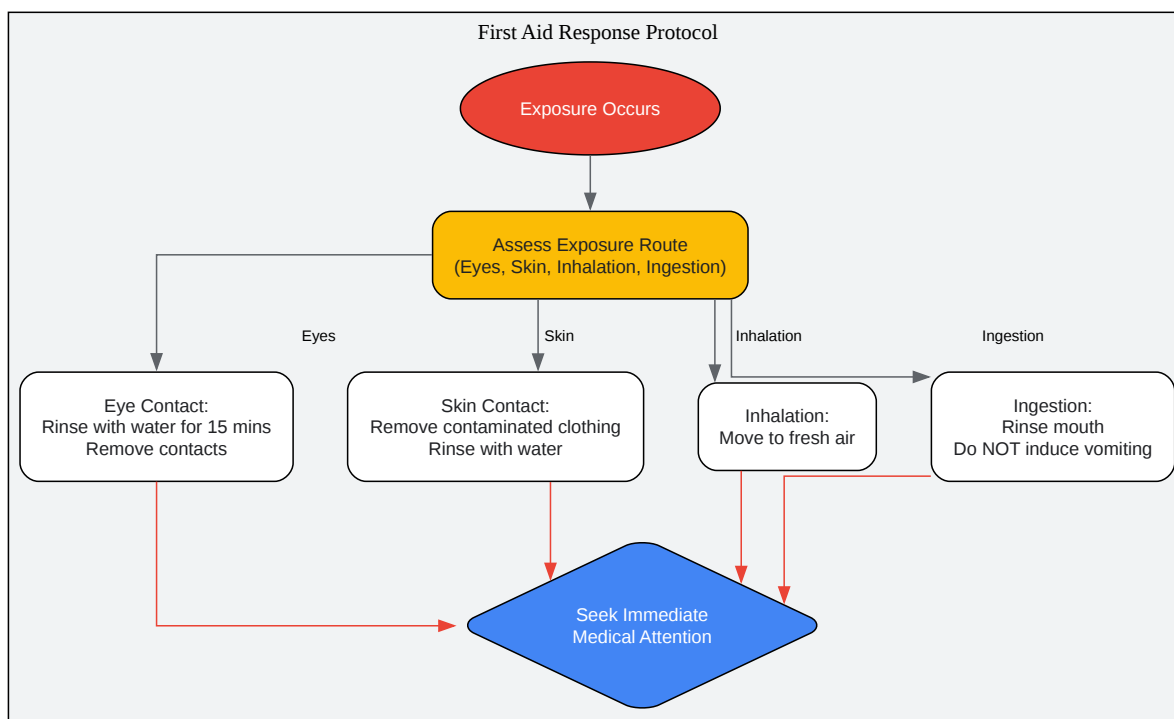 First Aid Response Protocol
Exposure Occurs
Assess Exposure Route
(Eyes, Skin, Inhalation, Ingestion)
Eyes
Skin
Inhalation
Ingestion
Eye Contact:
Rinse with water for 15 mins
Remove contacts
Skin Contact:
Remove contaminated clothing
Rinse with water
Inhalation:
Move to fresh air
Ingestion:
Rinse mouth
Do NOT induce vomiting
Seek Immediate
Medical Attention